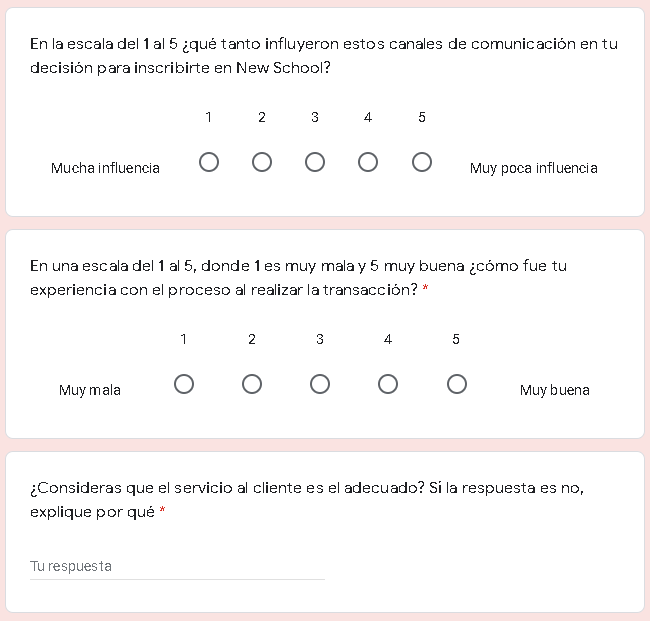 En la escala del 1 al 5 ¿qué tanto influyeron estos canales de comunicación en tu
decisión para inscribirte en New School?
1 2 3 4 5
Mucha influencia Muy poca influencia
En una escala del 1 al 5, donde 1 es muy mala y 5 muy buena ¿cómo fue tu
experiencia con el proceso al realizar la transacción? *
1 2 3 4 5
Muy mala Muy buena
¿Consideras que el servicio al cliente es el adecuado? Sí la respuesta es no,
explique por qué *
Tu respuesta